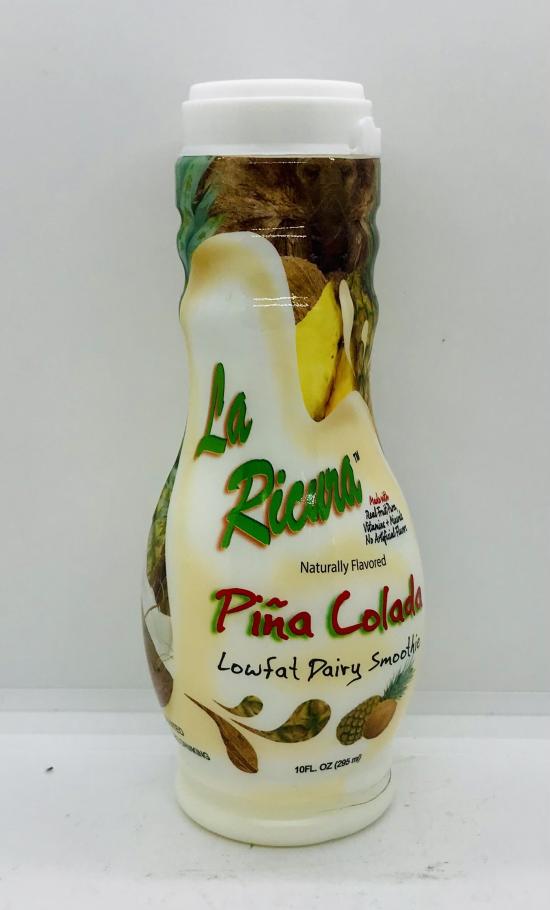 La
Ricura™
Made with
Real Fruit Puree
Vitamins + Minerals
No Artificial Flavors
Naturally Flavored
Piña Colada
Lowfat Dairy Smoothie
10FL. OZ (295 ml)